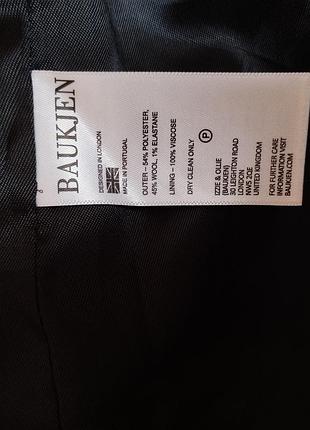 BAUKJEN
DESIGNED IN LONDON
MADE IN PORTUGAL
OUTER – 54% POLYESTER,
45% WOOL, 1% ELASTANE
LINING – 100% VISCOSE
DRY CLEAN ONLY
P
IZZIE & OLLIE
(BAUKJEN)
30 LEIGHTON ROAD
LONDON
NW5 2QE
UNITED KINGDOM
FOR FURTHER CARE
INFORMATION VISIT
BAUKJEN.COM